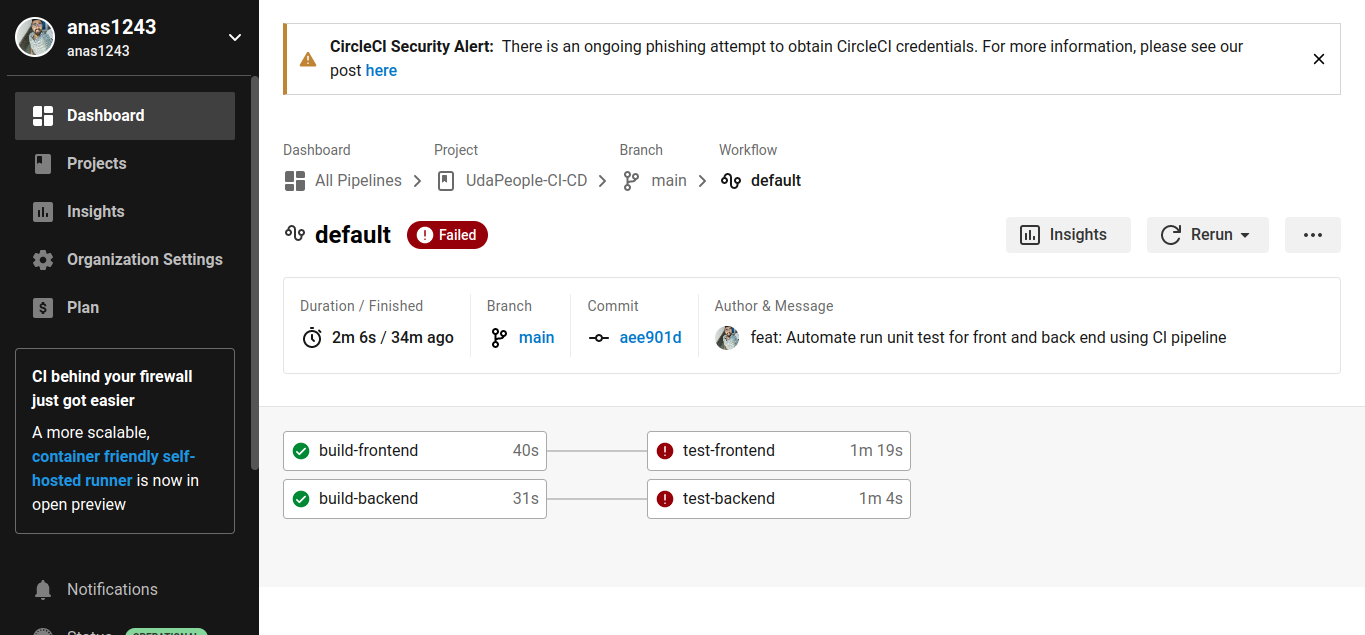 anas1243
anas1243
Dashboard
Projects
Insights
Organization Settings
Plan
CI behind your firewall
just got easier
A more scalable,
container friendly self-
hosted runner is now in
open preview
Notifications
Status OPERATIONAL
CircleCI Security Alert: There is an ongoing phishing attempt to obtain CircleCI credentials. For more information, please see our
post here
Dashboard Project Branch Workflow
All Pipelines UdaPeople-CI-CD main default
default Failed Insights Rerun
Duration / Finished Branch Commit Author & Message
2m 6s / 34m ago main aee901d feat: Automate run unit test for front and back end using CI pipeline
build-frontend 40s test-frontend 1m 19s
build-backend 31s test-backend 1m 4s